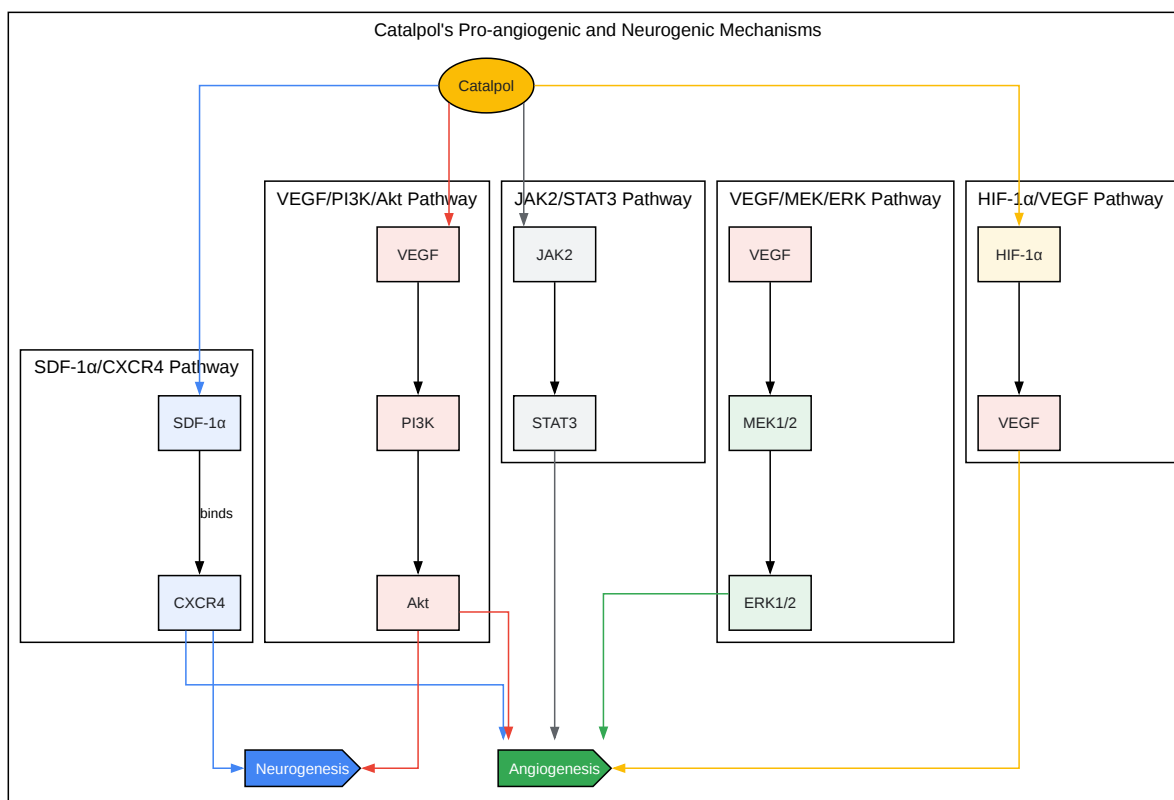 Catalpol's Pro-angiogenic and Neurogenic Mechanisms
Catalpol
VEGF/PI3K/Akt Pathway
JAK2/STAT3 Pathway
VEGF/MEK/ERK Pathway
HIF-1α/VEGF Pathway
VEGF
JAK2
VEGF
HIF-1α
SDF-1α/CXCR4 Pathway
SDF-1α
PI3K
STAT3
MEK1/2
VEGF
binds
CXCR4
Akt
ERK1/2
Neurogenesis
Angiogenesis